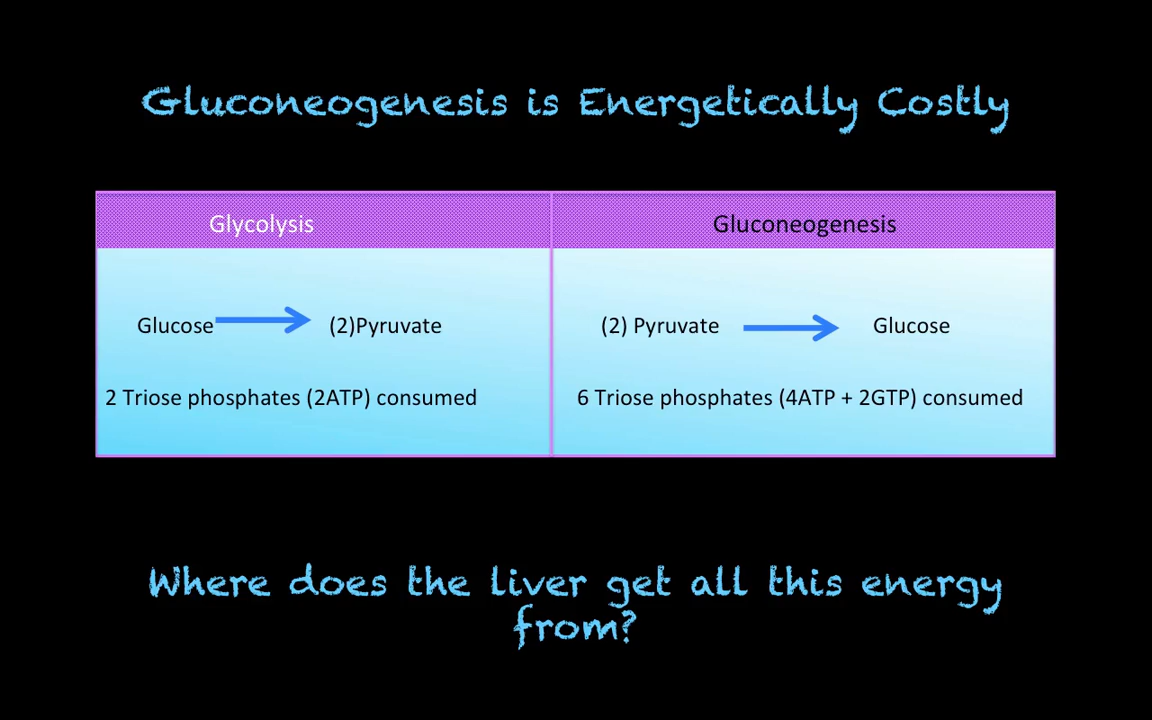 Gluconeogenesis is Energetically Costly
Glycolysis
Gluconeogenesis
Glucose (2)Pyruvate
(2) Pyruvate Glucose
2 Triose phosphates (2ATP) consumed
6 Triose phosphates (4ATP + 2GTP) consumed
Where does the liver get all this energy
from?